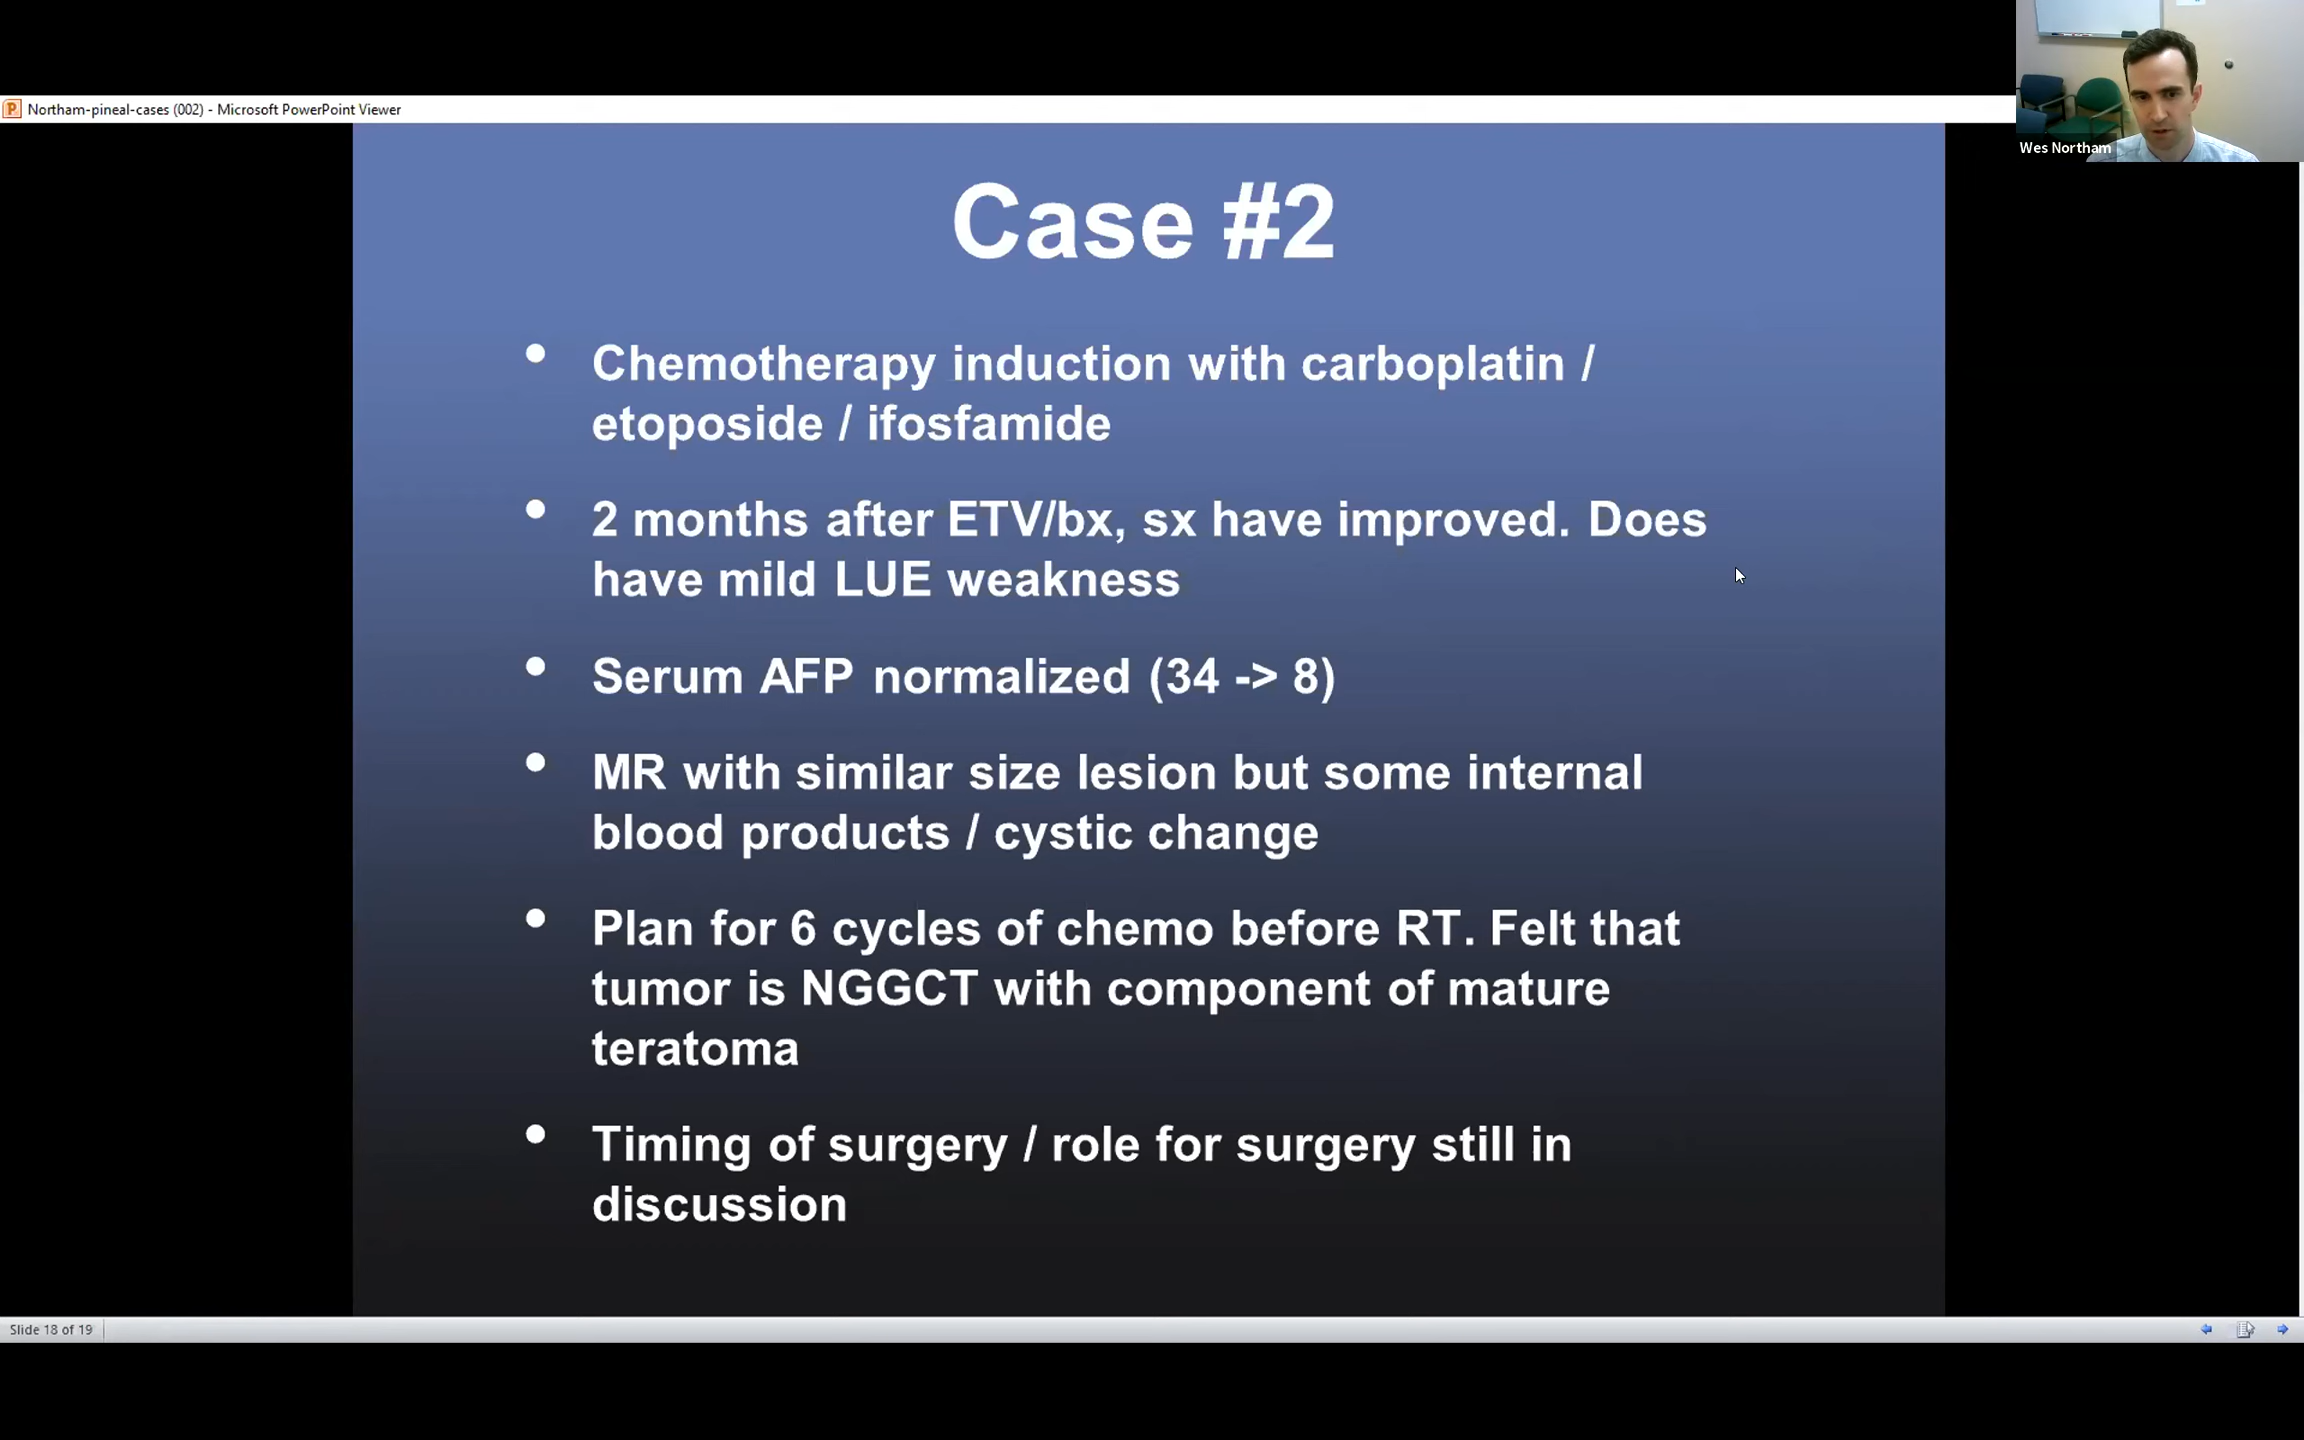 Northam-pineal-cases (002) - Microsoft PowerPoint Viewer
Wes Northam
Case #2
• Chemotherapy induction with carboplatin /
etoposide / ifosfamide
• 2 months after ETV/bx, sx have improved. Does
have mild LUE weakness
• Serum AFP normalized (34 -> 8)
• MR with similar size lesion but some internal
blood products / cystic change
• Plan for 6 cycles of chemo before RT. Felt that
tumor is NGGCT with component of mature
teratoma
• Timing of surgery / role for surgery still in
discussion
Slide 18 of 19